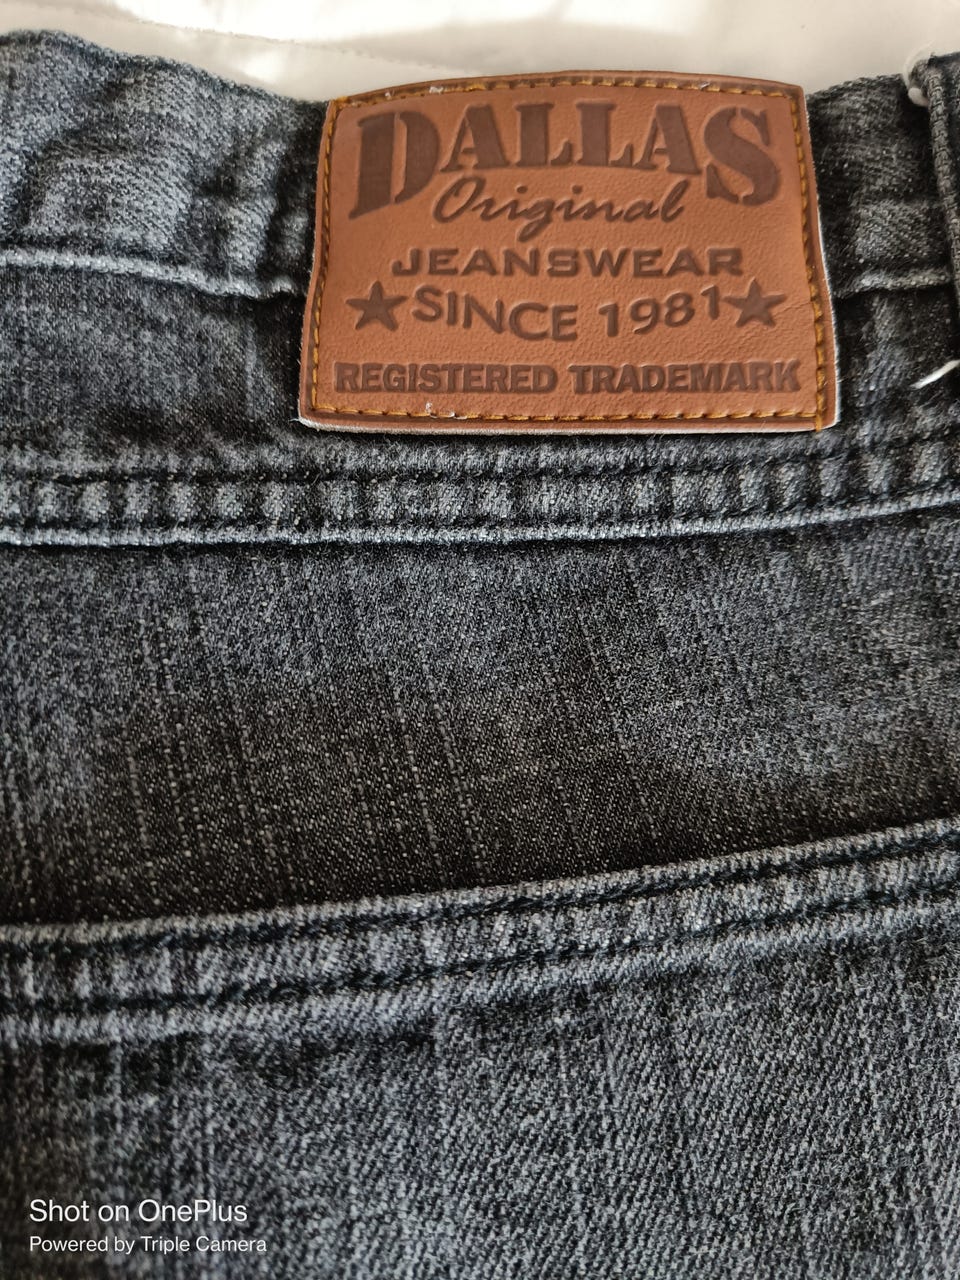 DALLAS
Original
JEANSWEAR
★SINCE 1981★
REGISTERED TRADEMARK
Shot on OnePlus
Powered by Triple Camera